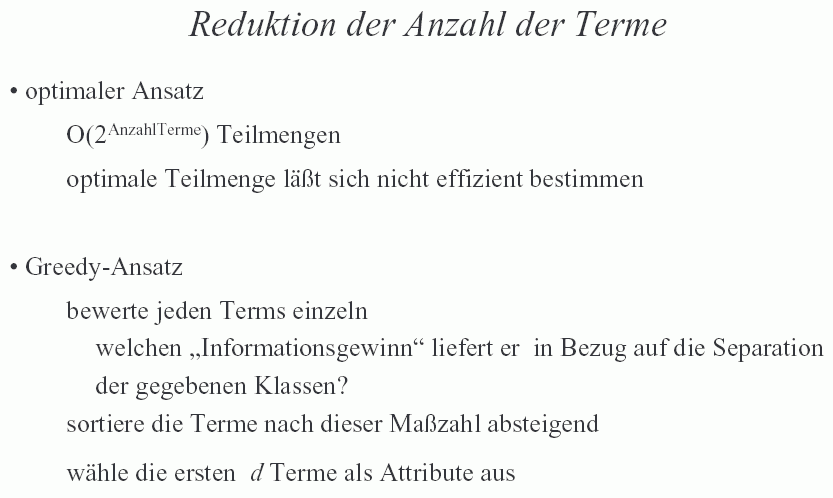 Reduktion der Anzahl der Terme
• optimaler Ansatz
O(2^AnzahlTerme) Teilmengen
optimale Teilmenge läßt sich nicht effizient bestimmen
• Greedy-Ansatz
bewerte jeden Terms einzeln
welchen „Informationsgewinn“ liefert er in Bezug auf die Separation
der gegebenen Klassen?
sortiere die Terme nach dieser Maßzahl absteigend
wähle die ersten d Terme als Attribute aus